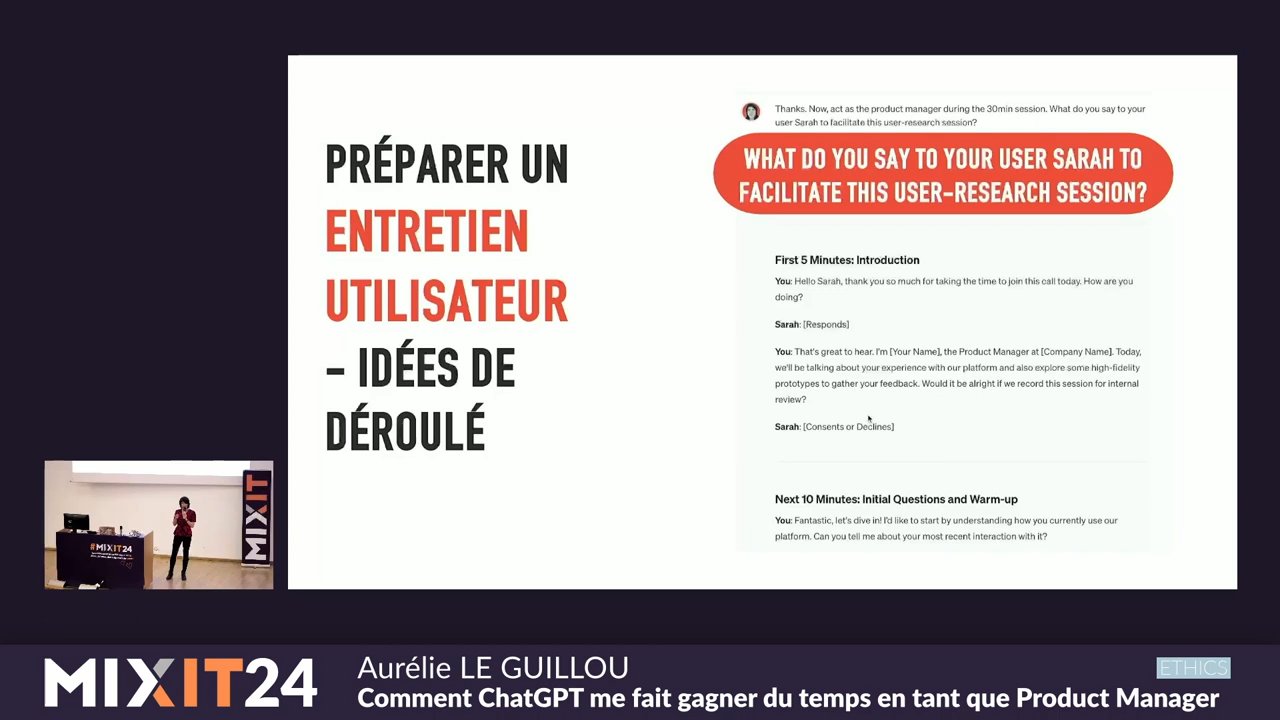 PRÉPARER UN
ENTRETIEN
UTILISATEUR
- IDÉES DE
DÉROULÉ
Thanks. Now, act as the product manager during the 30min session. What do you say to your
user Sarah to facilitate this user-research session?
WHAT DO YOU SAY TO YOUR USER SARAH TO
FACILITATE THIS USER-RESEARCH SESSION?
First 5 Minutes: Introduction
You: Hello Sarah, thank you so much for taking the time to join this call today. How are you
doing?
Sarah: [Responds]
You: That's great to hear. I'm [Your Name], the Product Manager at [Company Name]. Today,
we'll be talking about your experience with our platform and also explore some high-fidelity
prototypes to gather your feedback. Would it be alright if we record this session for internal
review?
Sarah: [Consents or Declines]
Next 10 Minutes: Initial Questions and Warm-up
You: Fantastic, let's dive in! I'd like to start by understanding how you currently use our
platform. Can you tell me about your most recent interaction with it?
#MIXIT24
MIXIT
MIXIT24
Aurélie LE GUILLOU
ETHICS
Comment ChatGPT me fait gagner du temps en tant que Product Manager